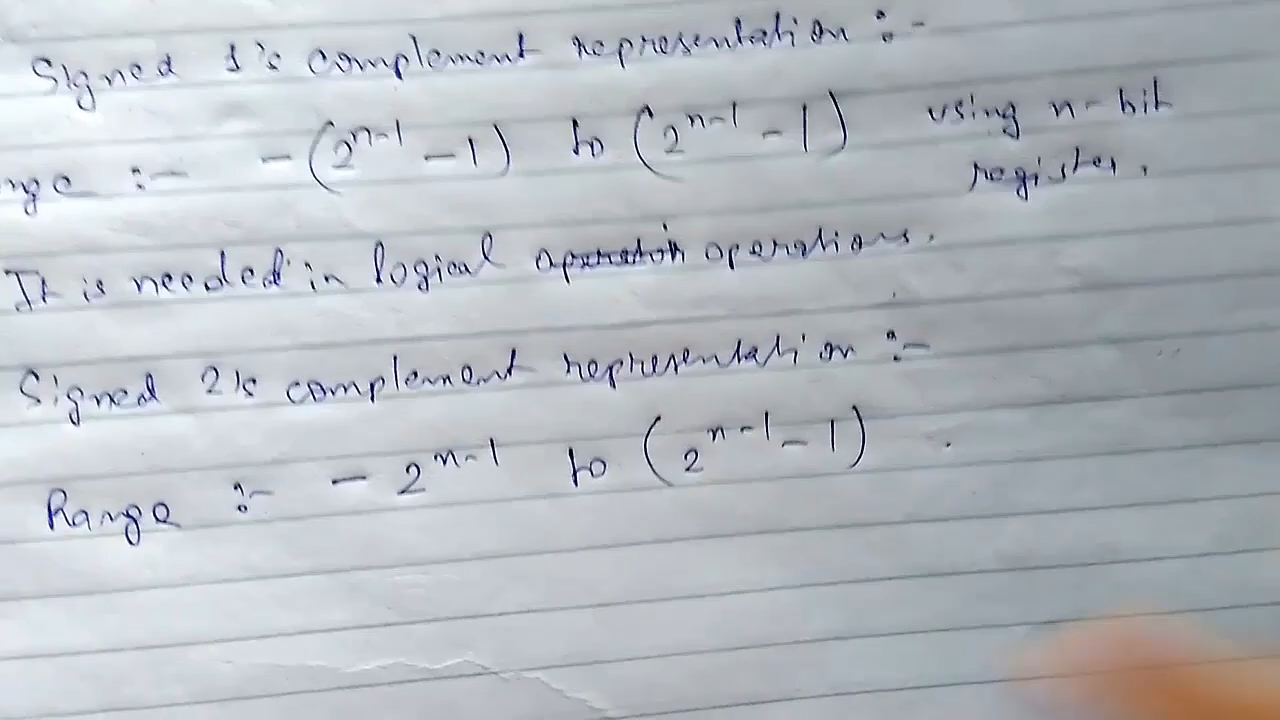 Signed 1's complement representation :-
nge :- -(2^{n-1} - 1) to (2^{n-1} - 1) using n-bit
register.
It is needed in logical operations.
Signed 2's complement representation :-
Range :- - 2^{n-1} to (2^{n-1} - 1)